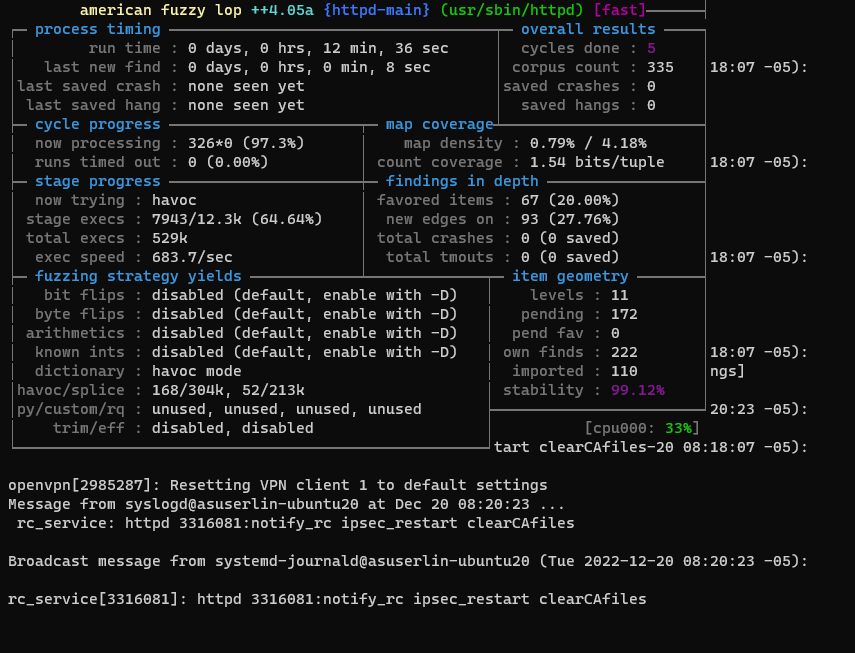 american fuzzy lop ++4.05a {httpd-main} (usr/sbin/httpd) [fast]
process timing overall results
run time : 0 days, 0 hrs, 12 min, 36 sec cycles done : 5
last new find : 0 days, 0 hrs, 0 min, 8 sec corpus count : 335 18:07 -05):
last saved crash : none seen yet saved crashes : 0
last saved hang : none seen yet saved hangs : 0
cycle progress map coverage
now processing : 326*0 (97.3%) map density : 0.79% / 4.18%
runs timed out : 0 (0.00%) count coverage : 1.54 bits/tuple 18:07 -05):
stage progress findings in depth
now trying : havoc favored items : 67 (20.00%)
stage execs : 7943/12.3k (64.64%) new edges on : 93 (27.76%)
total execs : 529k total crashes : 0 (0 saved)
exec speed : 683.7/sec total tmouts : 0 (0 saved) 18:07 -05):
fuzzing strategy yields item geometry
bit flips : disabled (default, enable with -D) levels : 11
byte flips : disabled (default, enable with -D) pending : 172
arithmetics : disabled (default, enable with -D) pend fav : 0
known ints : disabled (default, enable with -D) own finds : 222 18:07 -05):
dictionary : havoc mode imported : 110 ngs]
havoc/splice : 168/304k, 52/213k stability : 99.12%
py/custom/rq : unused, unused, unused, unused 20:23 -05):
trim/eff : disabled, disabled [cpu000: 33%]
tart clearCAfiles-20 08:18:07 -05):
openvpn[2985287]: Resetting VPN client 1 to default settings
Message from syslogd@asuserlin-ubuntu20 at Dec 20 08:20:23 ...
rc_service: httpd 3316081:notify_rc ipsec_restart clearCAfiles
Broadcast message from systemd-journald@asuserlin-ubuntu20 (Tue 2022-12-20 08:20:23 -05):
rc_service[3316081]: httpd 3316081:notify_rc ipsec_restart clearCAfiles